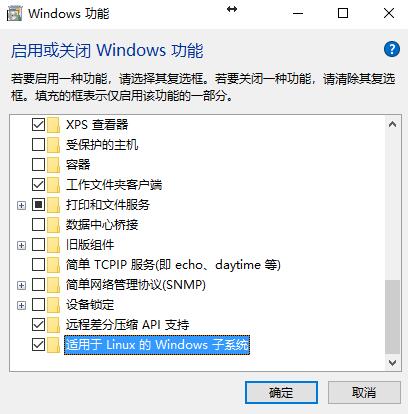 Windows 功能
启用或关闭 Windows 功能
若要启用一种功能，请选择其复选框。若要关闭一种功能，请清除其复选
框。填充的框表示仅启用该功能的一部分。
XPS 查看器
受保护的主机
容器
工作文件夹客户端
打印和文件服务
数据中心桥接
旧版组件
简单 TCPIP 服务(即 echo、daytime 等)
简单网络管理协议(SNMP)
设备锁定
远程差分压缩 API 支持
适用于 Linux 的 Windows 子系统
确定
取消